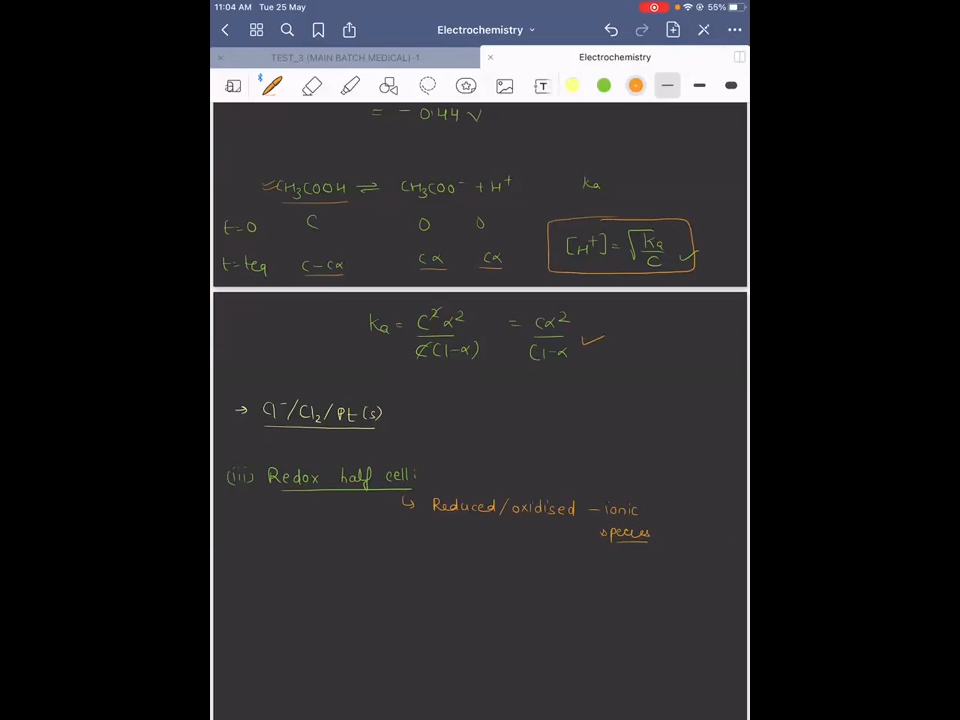 11:04 AM Tue 25 May 55%
Electrochemistry
TEST_3 (MAIN BATCH MEDICAL)-1
Electrochemistry
= - 0.44 V
CH3COOH ⇌ CH3COO⁻ + H⁺ ka
t=0 C 0 0
[H⁺] = √ka/C
t=teq C-Cα Cα Cα
ka = C²α² / C(1-α) = Cα² / (1-α
→ Cl⁻/Cl2/Pt(s)
(iii) Redox half cell:
↳ Reduced/oxidised - ionic
species